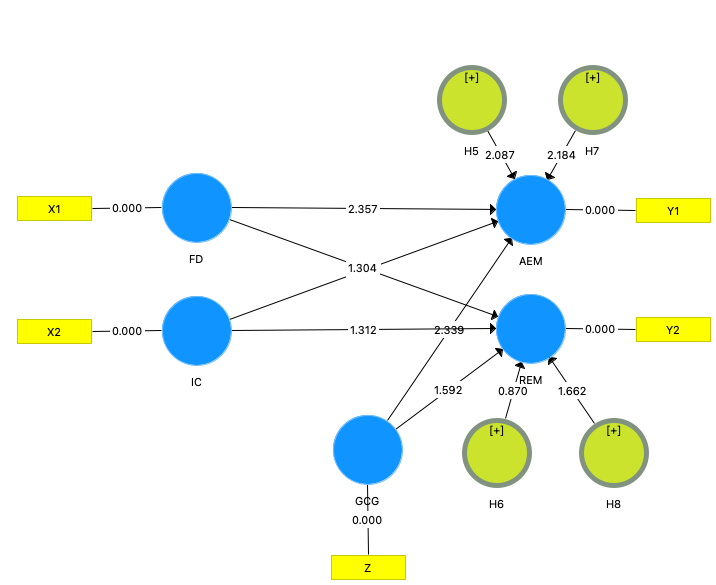 [+]
[+]
H5
2.087
2.184
H7
X1
0.000
2.357
0.000
Y1
FD
AEM
1.304
X2
0.000
1.312
2.339
0.000
Y2
IC
REM
1.592
0.870
1.662
[+]
[+]
GCG
H6
H8
0.000
Z